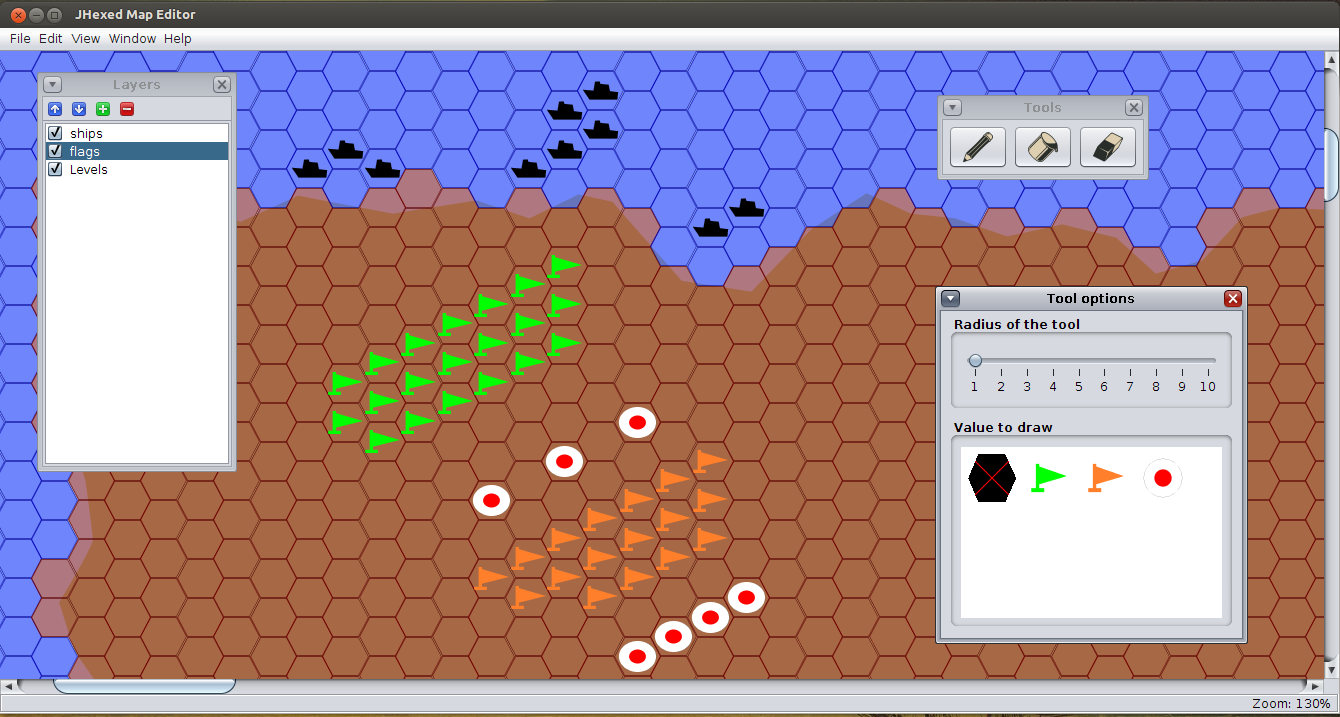 JHexed Map Editor
File Edit View Window Help
Layers
ships
flags
Levels
Tools
Tool options
Radius of the tool
1 2 3 4 5 6 7 8 9 10
Value to draw
Zoom: 130%